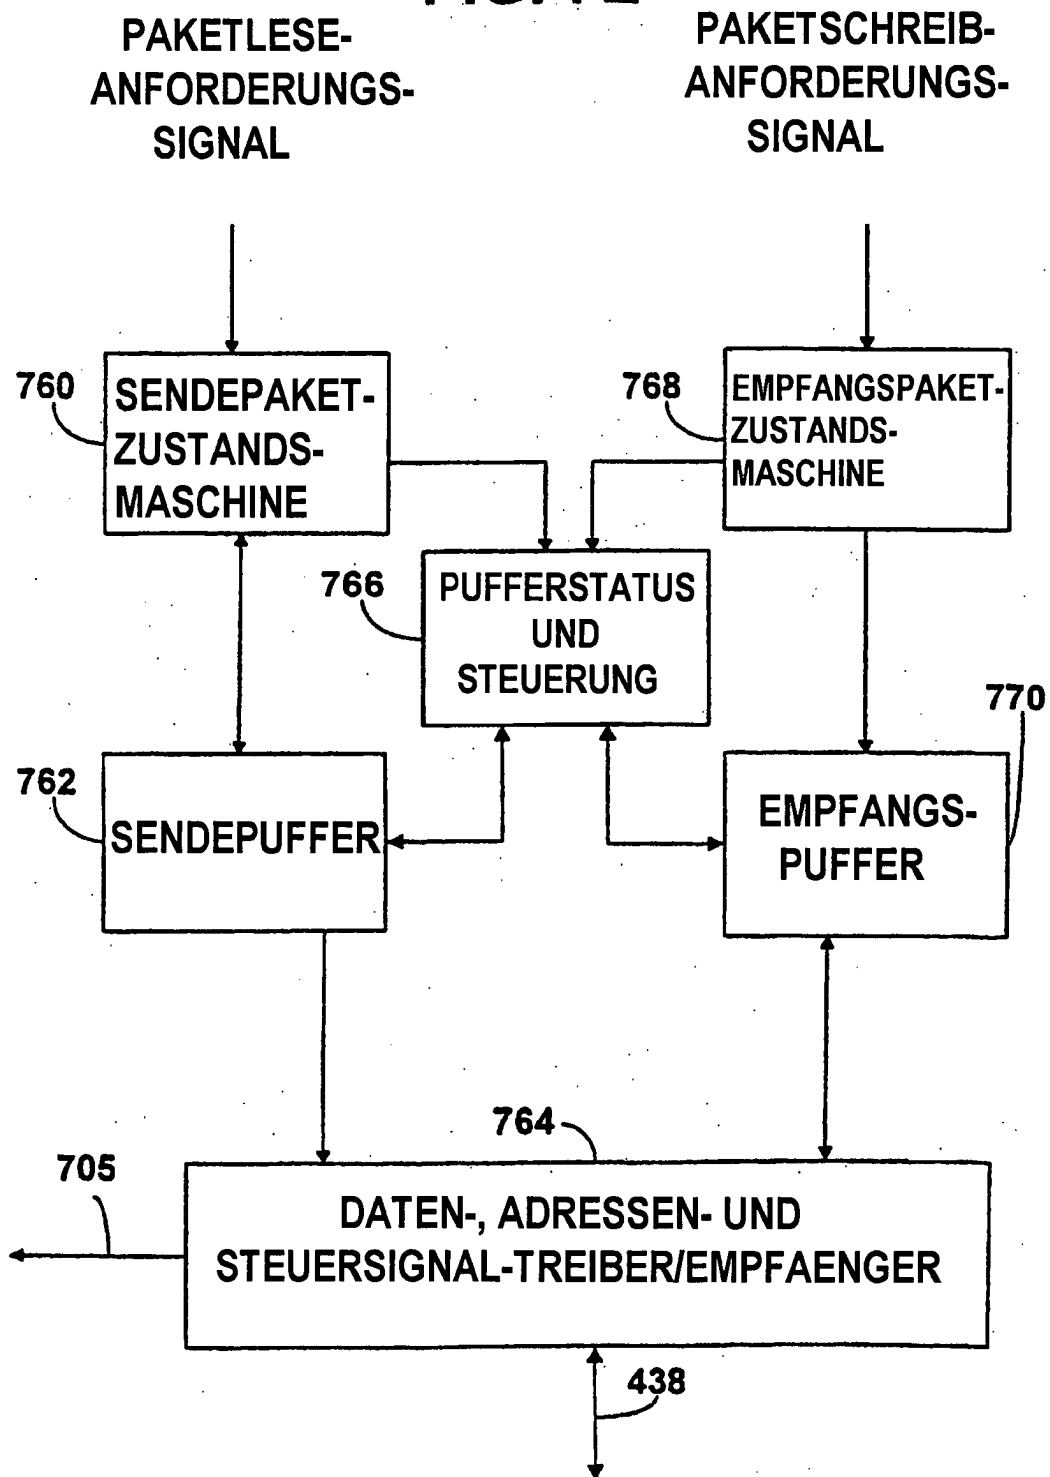 PAKETLESE-
ANFORDERUNGS-
SIGNAL
PAKETSCHREIB-
ANFORDERUNGS-
SIGNAL
760
SENDEPAKET-
ZUSTANDS-
MASCHINE
768
EMPFANGSPAKET-
ZUSTANDS-
MASCHINE
766
PUFFERSTATUS
UND
STEUERUNG
762
SENDEPUFFER
770
EMPFANGS-
PUFFER
764
705
DATEN-, ADRESSEN- UND
STEUERSIGNAL-TREIBER/EMPFAENGER
438